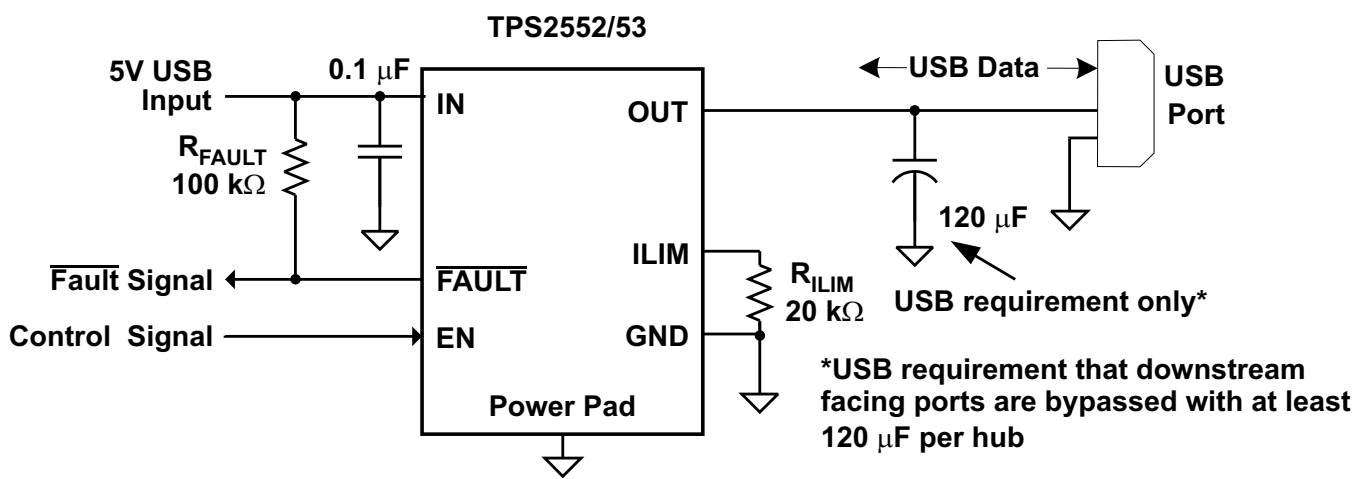 TPS2552/53
5V USB
Input
0.1 μF
IN
OUT
USB Data
USB
Port
R_FAULT
100 kΩ
120 μF
USB requirement only*
Fault Signal
FAULT
ILIM
R_ILIM
20 kΩ
Control Signal
EN
GND
Power Pad
*USB requirement that downstream
facing ports are bypassed with at least
120 μF per hub